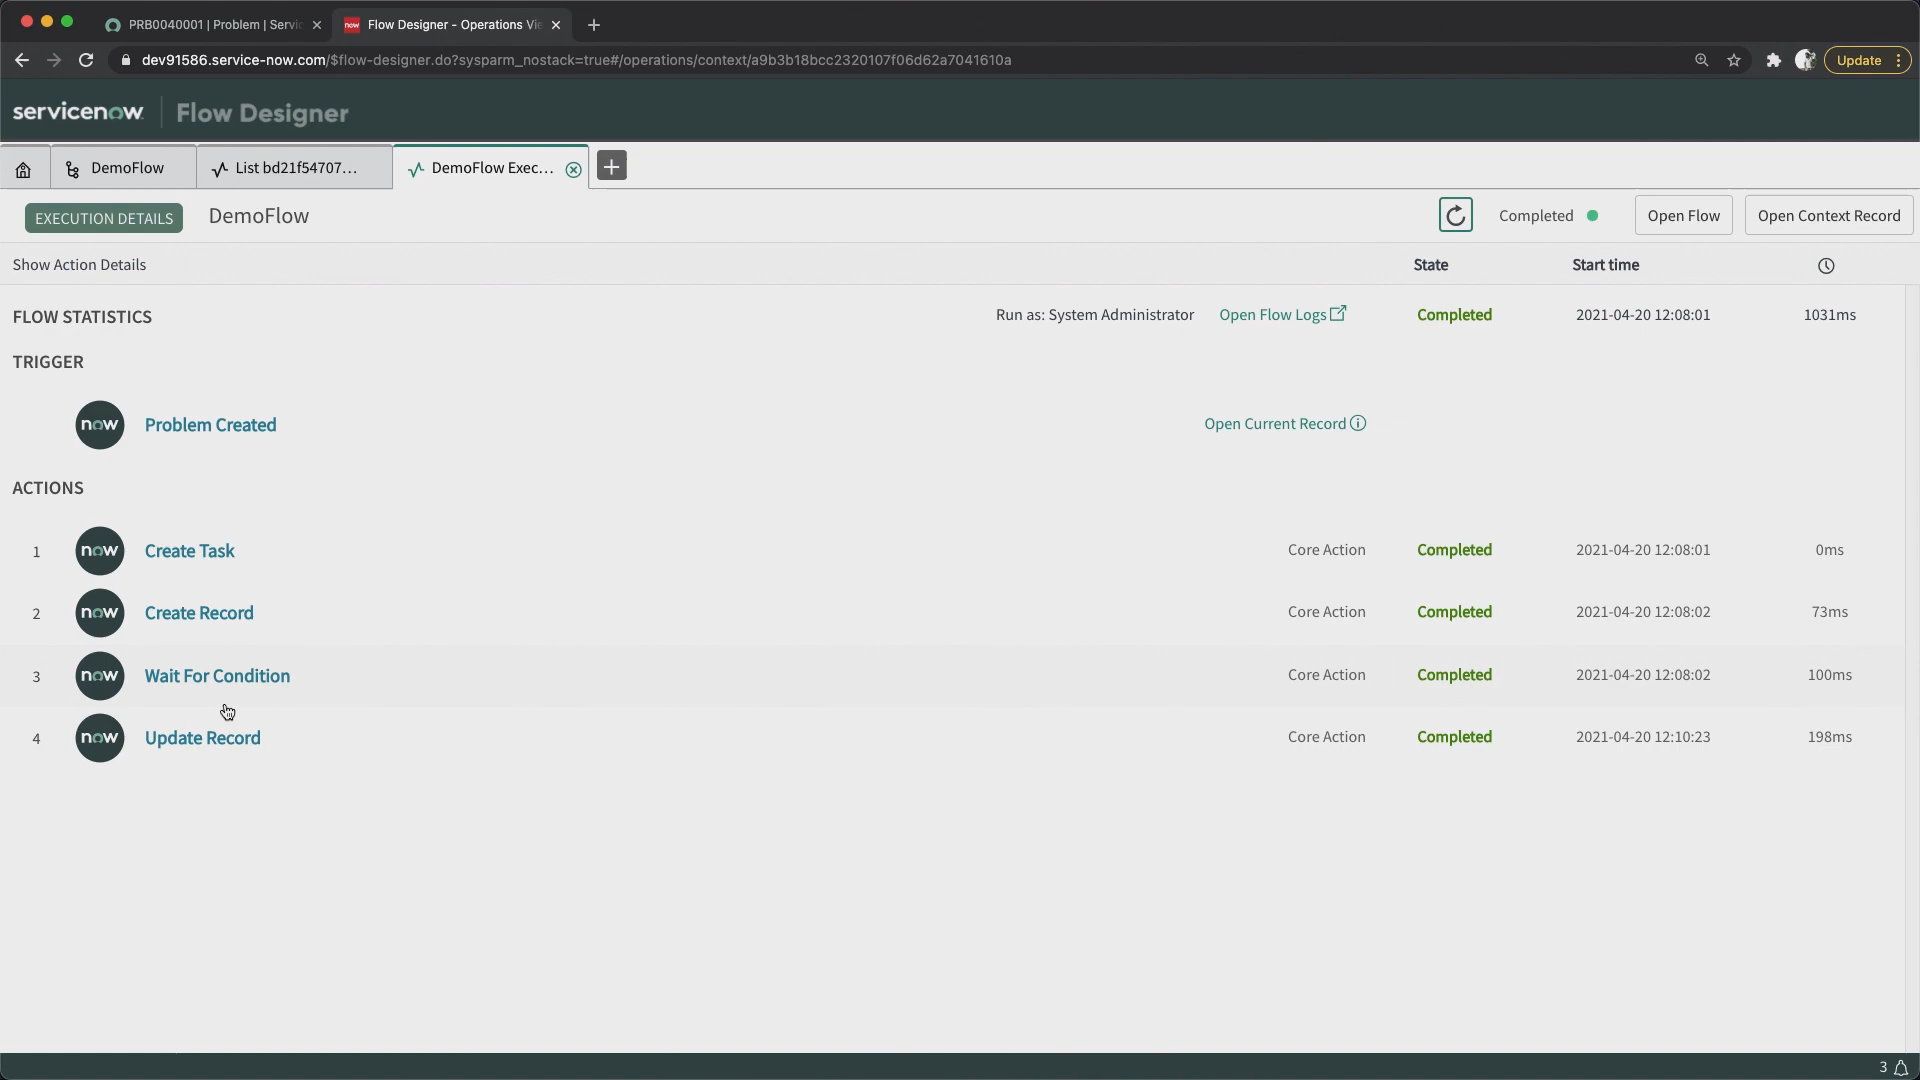 PRB0040001 | Problem | Servic
now Flow Designer - Operations Vie
dev91586.service-now.com/$flow-designer.do?sysparm_nostack=true#/operations/context/a9b3b18bcc2320107f06d62a7041610a
Update
servicenow Flow Designer
DemoFlow
List bd21f54707...
DemoFlow Exec...
EXECUTION DETAILS DemoFlow Completed Open Flow Open Context Record
Show Action Details State Start time
FLOW STATISTICS Run as: System Administrator Open Flow Logs Completed 2021-04-20 12:08:01 1031ms
TRIGGER
now Problem Created Open Current Record
ACTIONS
1 now Create Task Core Action Completed 2021-04-20 12:08:01 0ms
2 now Create Record Core Action Completed 2021-04-20 12:08:02 73ms
3 now Wait For Condition Core Action Completed 2021-04-20 12:08:02 100ms
4 now Update Record Core Action Completed 2021-04-20 12:10:23 198ms
3